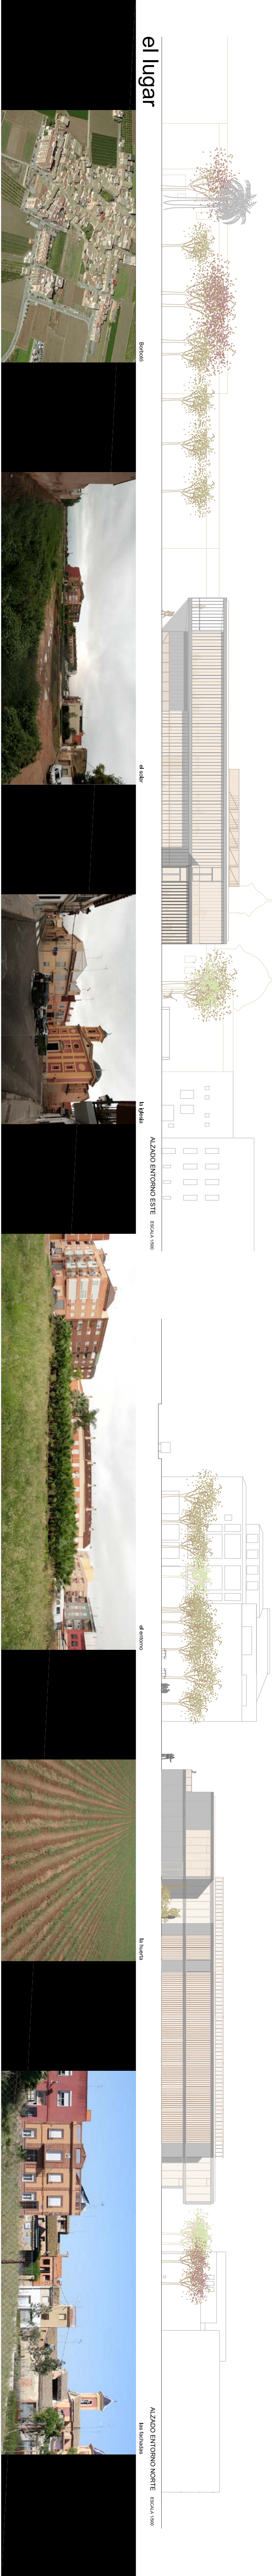 el lugar
ALZADO ENTORNO ESTE ESCALA 1/500
ALZADO ENTORNO NORTE ESCALA 1/500
Borbotó
el solar
la iglesia
el entorno
la huerta
las fachadas